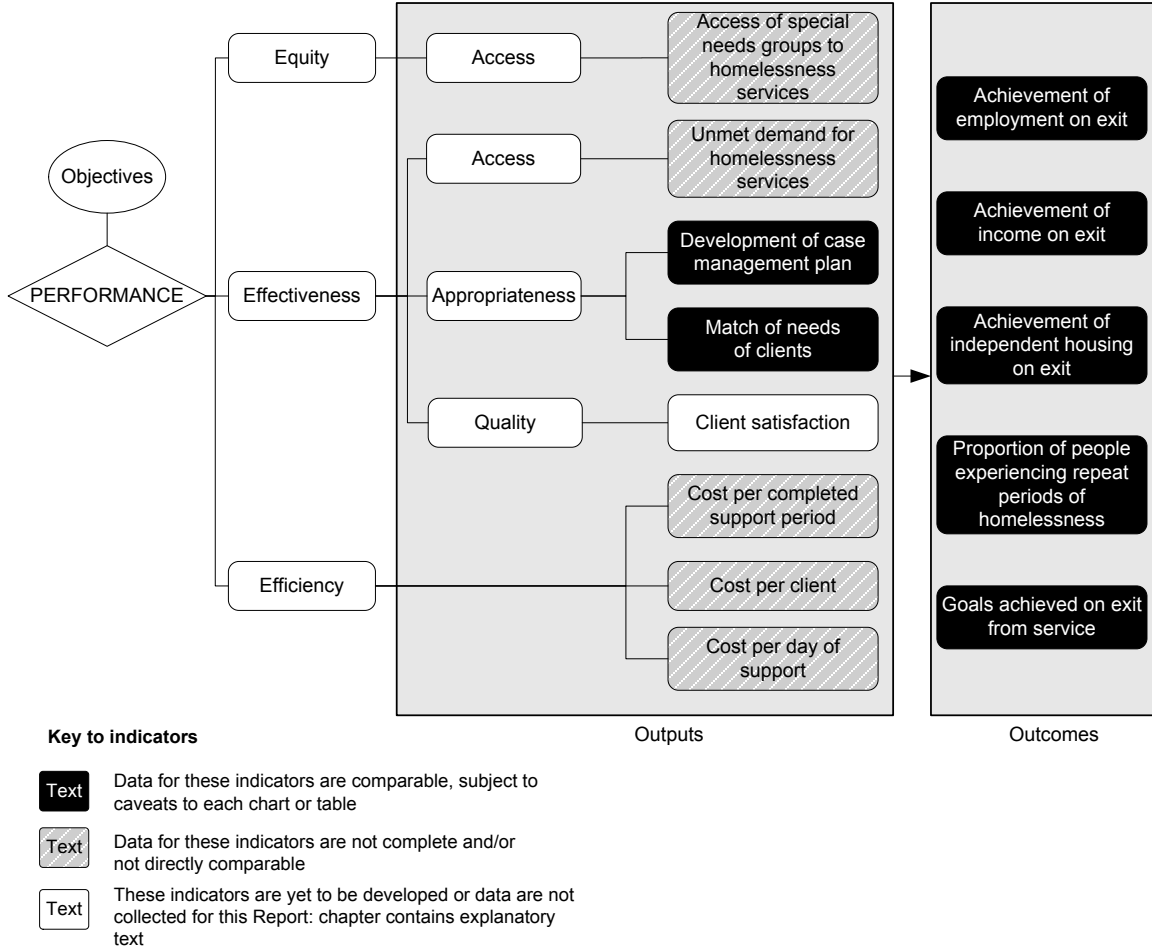 Objectives
PERFORMANCE
Equity
Access
Access of special
needs groups to
homelessness
services
Effectiveness
Access
Unmet demand for
homelessness
services
Appropriateness
Development of case
management plan
Match of needs
of clients
Quality
Client satisfaction
Efficiency
Cost per completed
support period
Cost per client
Cost per day of
support
Outputs
Achievement of
employment on exit
Achievement of
income on exit
Achievement of
independent housing
on exit
Proportion of people
experiencing repeat
periods of
homelessness
Goals achieved on exit
from service
Outcomes
Key to indicators
Text
Data for these indicators are comparable, subject to
caveats to each chart or table
Text
Data for these indicators are not complete and/or
not directly comparable
Text
These indicators are yet to be developed or data are not
collected for this Report: chapter contains explanatory
text